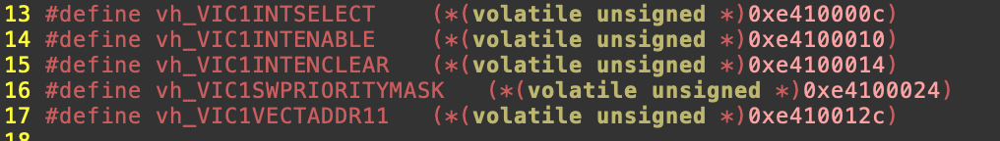 13 #define vh_VIC1INTSELECT    (*(volatile unsigned *)0xe410000c)
14 #define vh_VIC1INTENABLE    (*(volatile unsigned *)0xe4100010)
15 #define vh_VIC1INTENCLEAR   (*(volatile unsigned *)0xe4100014)
16 #define vh_VIC1SWPRIORITYMASK   (*(volatile unsigned *)0xe4100024)
17 #define vh_VIC1VECTADDR11   (*(volatile unsigned *)0xe410012c)